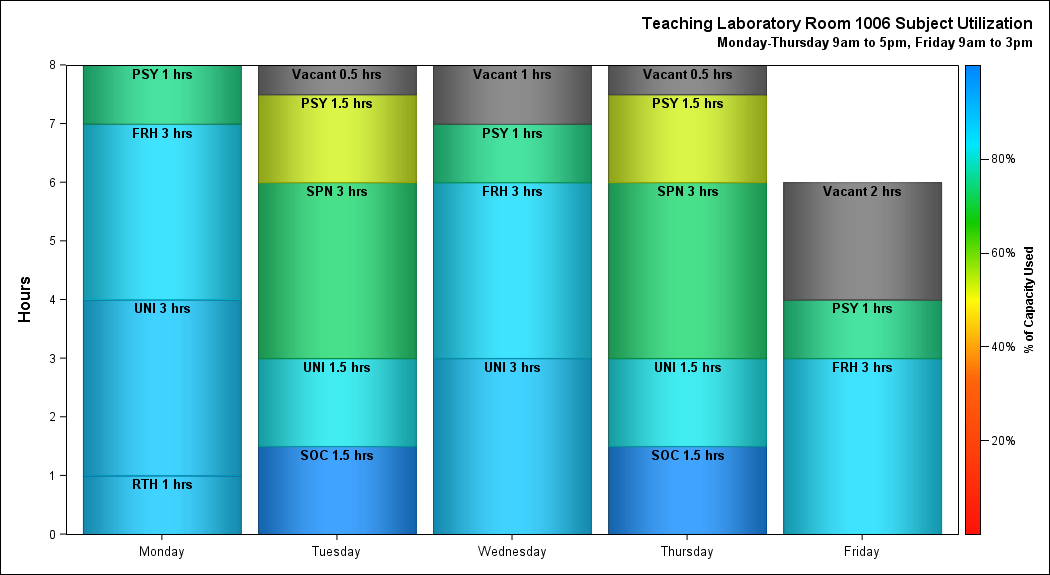 Teaching Laboratory Room 1006 Subject Utilization
Monday-Thursday 9am to 5pm, Friday 9am to 3pm
Hours
8
7
6
5
4
3
2
1
0
PSY 1 hrs
FRH 3 hrs
UNI 3 hrs
RTH 1 hrs
Monday
Vacant 0.5 hrs
PSY 1.5 hrs
SPN 3 hrs
UNI 1.5 hrs
SOC 1.5 hrs
Tuesday
Vacant 1 hrs
PSY 1 hrs
FRH 3 hrs
UNI 3 hrs
Wednesday
Vacant 0.5 hrs
PSY 1.5 hrs
SPN 3 hrs
UNI 1.5 hrs
SOC 1.5 hrs
Thursday
Vacant 2 hrs
PSY 1 hrs
FRH 3 hrs
Friday
80%
60%
40%
20%
% of Capacity Used